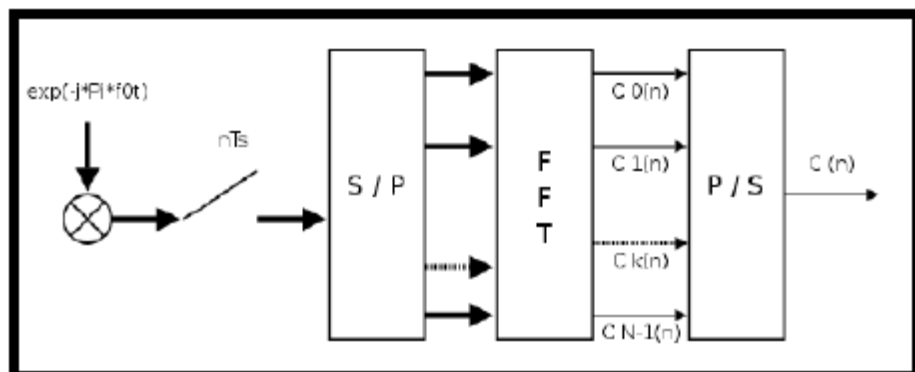 exp(-j*Pi*f0t)
nTs
S / P
F
F
T
C 0(n)
C 1(n)
C k(n)
C N-1(n)
P / S
C (n)